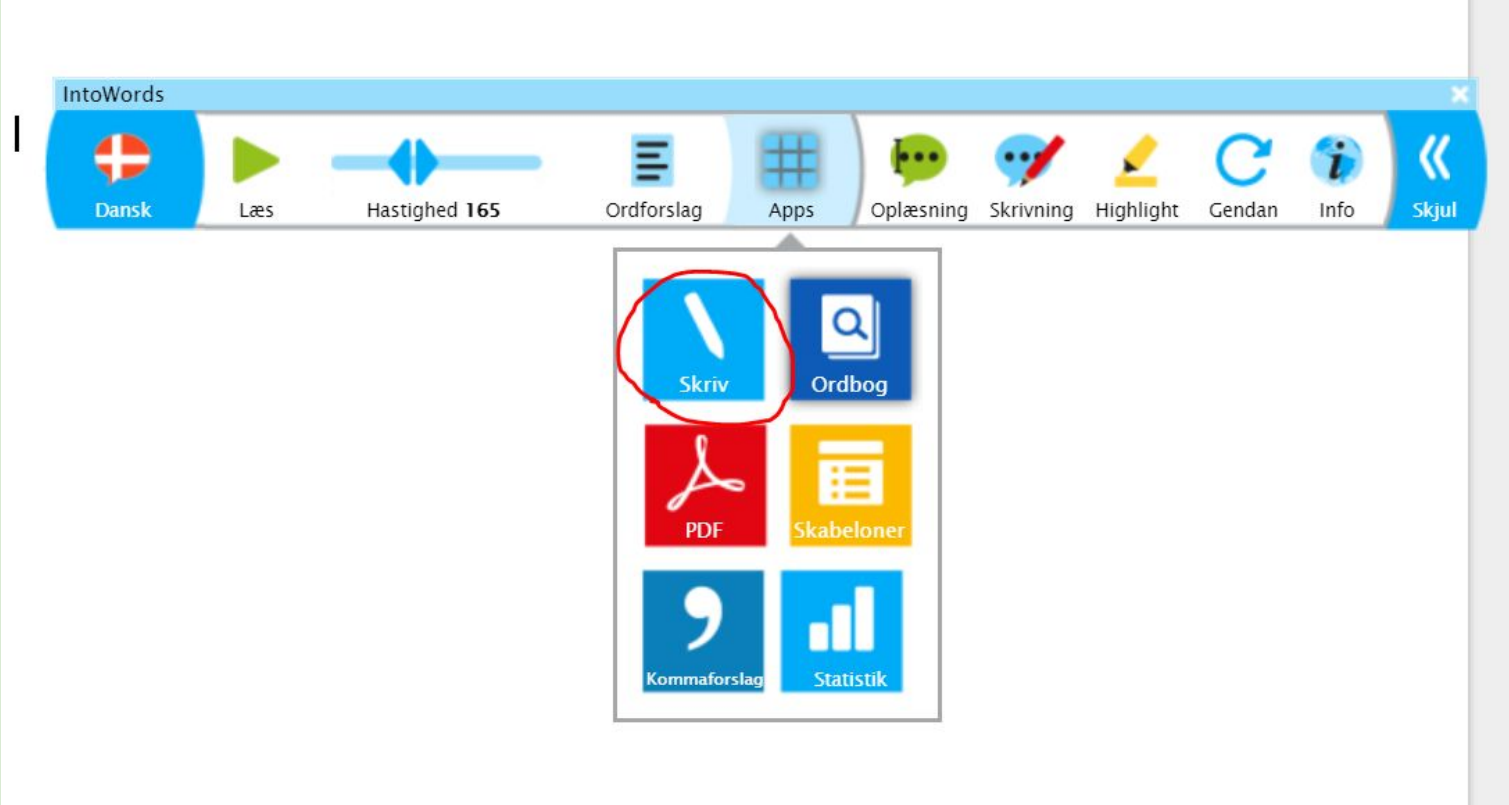 IntoWords
Dansk Læs Hastighed 165 Ordforslag Apps Oplæsning Skrivning Highlight Gendan Info Skjul
Skriv Ordbog
PDF Skabeloner
Kommaforslag Statistik